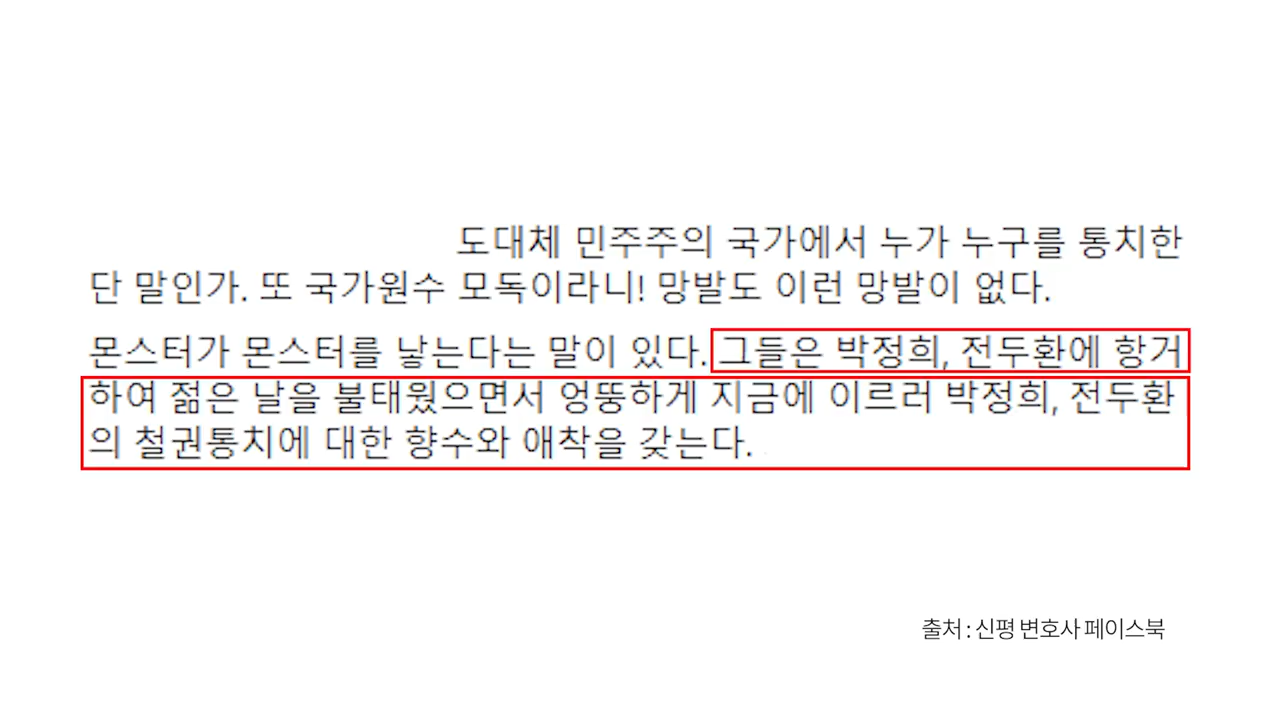 도대체 민주주의 국가에서 누가 누구를 통치한
단 말인가. 또 국가원수 모독이라니! 망발도 이런 망발이 없다.
몬스터가 몬스터를 낳는다는 말이 있다. 그들은 박정희, 전두환에 항거
하여 젊은 날을 불태웠으면서 엉뚱하게 지금에 이르러 박정희, 전두환
의 철권통치에 대한 향수와 애착을 갖는다.
출처 : 신평 변호사 페이스북